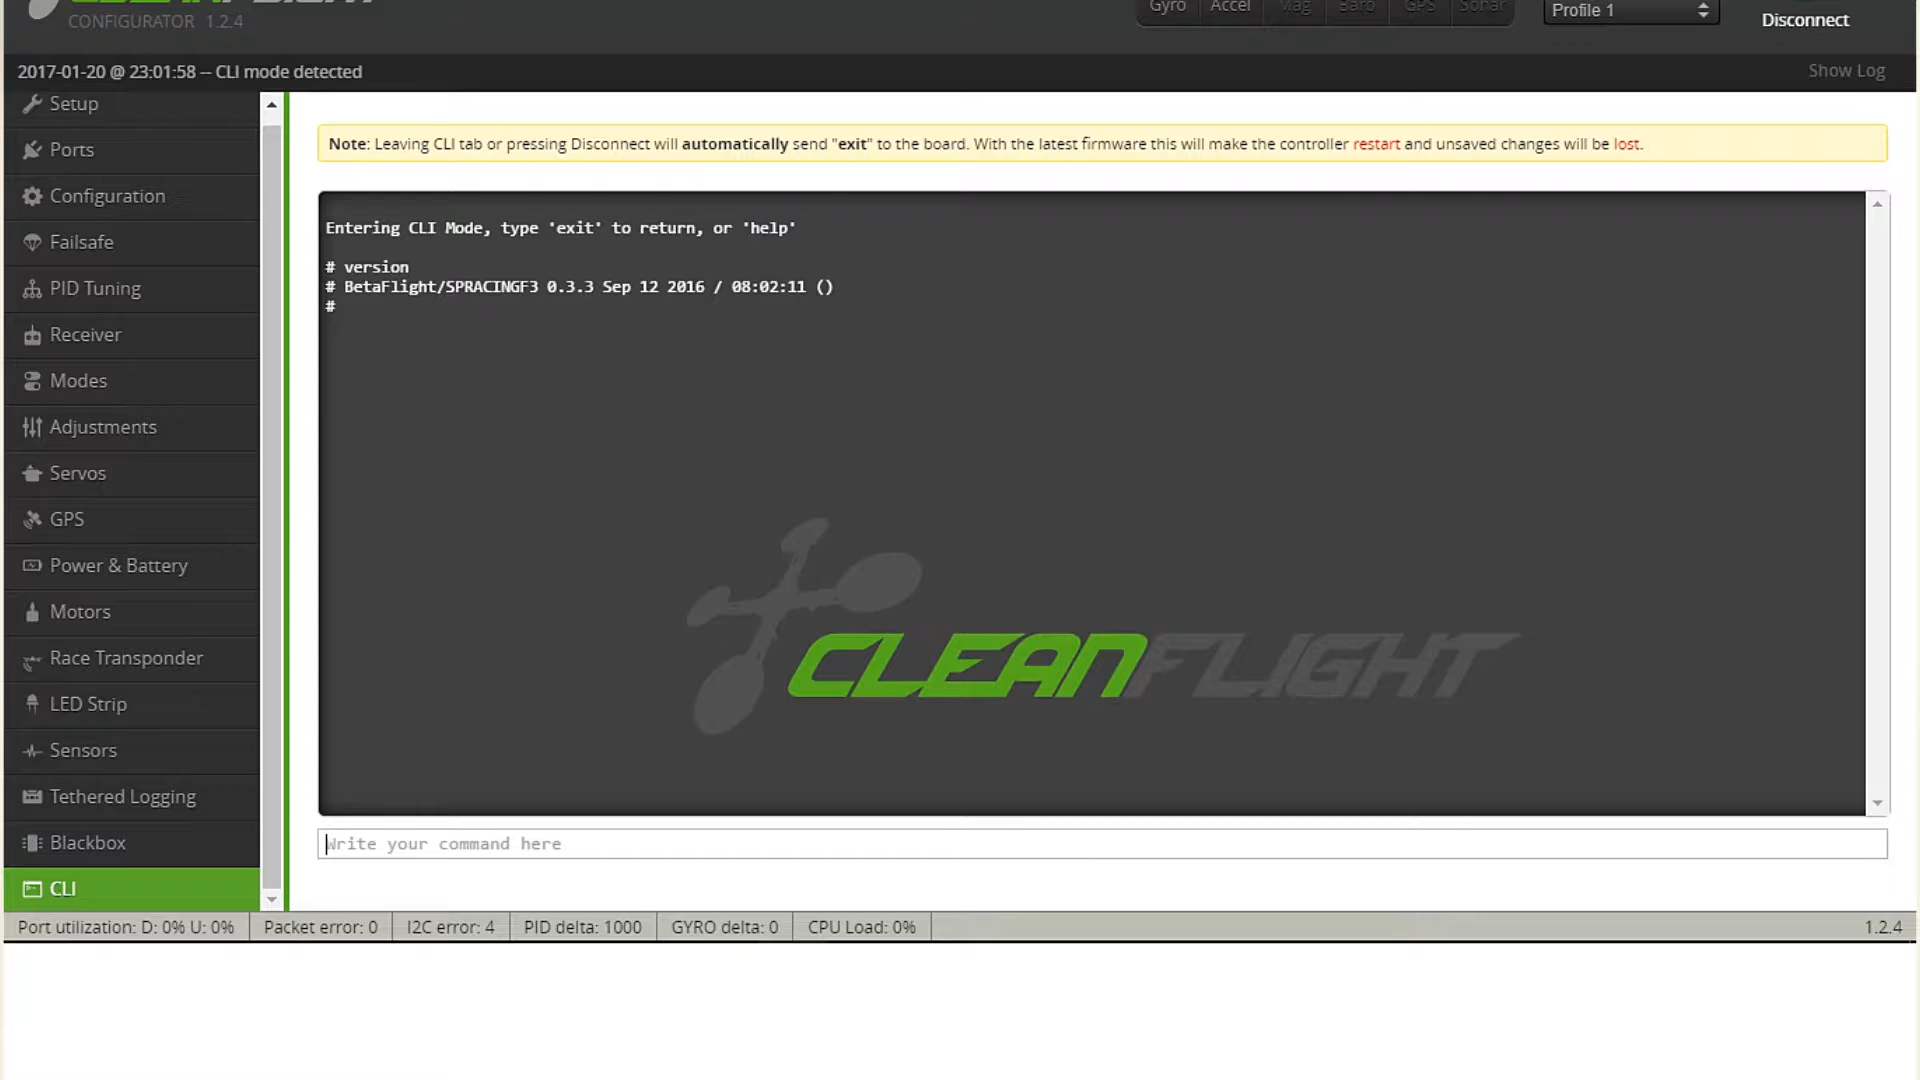 CONFIGURATOR 1.2.4
Gyro Accel Mag Baro GPS Sonar
Profile 1
Disconnect
2017-01-20 @ 23:01:58 -- CLI mode detected
Show Log
Setup
Ports
Configuration
Failsafe
PID Tuning
Receiver
Modes
Adjustments
Servos
GPS
Power & Battery
Motors
Race Transponder
LED Strip
Sensors
Tethered Logging
Blackbox
CLI
Note: Leaving CLI tab or pressing Disconnect will automatically send "exit" to the board. With the latest firmware this will make the controller restart and unsaved changes will be lost.
Entering CLI Mode, type 'exit' to return, or 'help'
# version
# BetaFlight/SPRACINGF3 0.3.3 Sep 12 2016 / 08:02:11 ()
#
CLEANFLIGHT
Write your command here
Port utilization: D: 0% U: 0%
Packet error: 0
I2C error: 4
PID delta: 1000
GYRO delta: 0
CPU Load: 0%
1.2.4